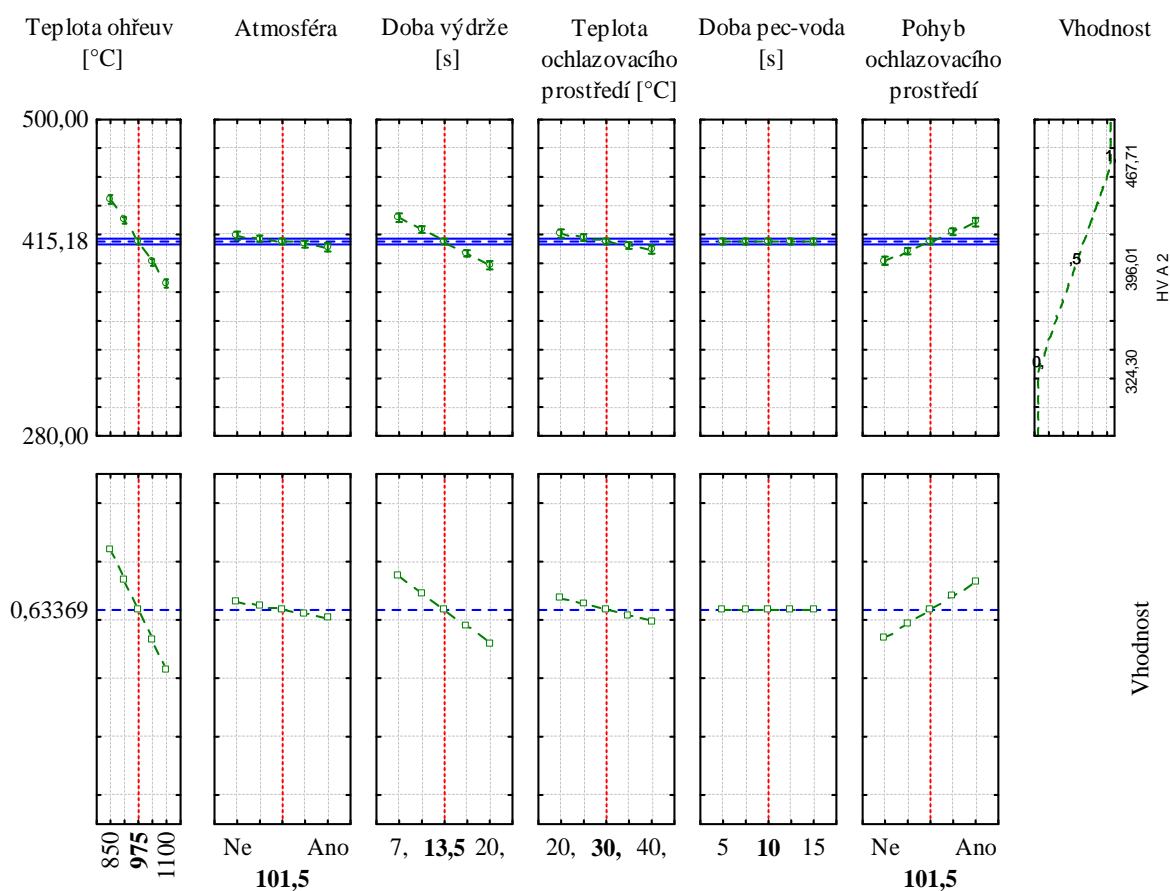 Teplota ohřeuv
[°C]
Atmosféra
Doba výdrže
[s]
Teplota
ochlazovacího
prostředí [°C]
Doba pec-voda
[s]
Pohyb
ochlazovacího
prostředí
Vhodnost
500,00
415,18
280,00
1,
,5
0,
467,71
396,01
324,30
HV A 2
0,63369
Vhodnost
850
975
1100
Ne Ano
101,5
7, 13,5 20,
20, 30, 40,
5 10 15
Ne Ano
101,5